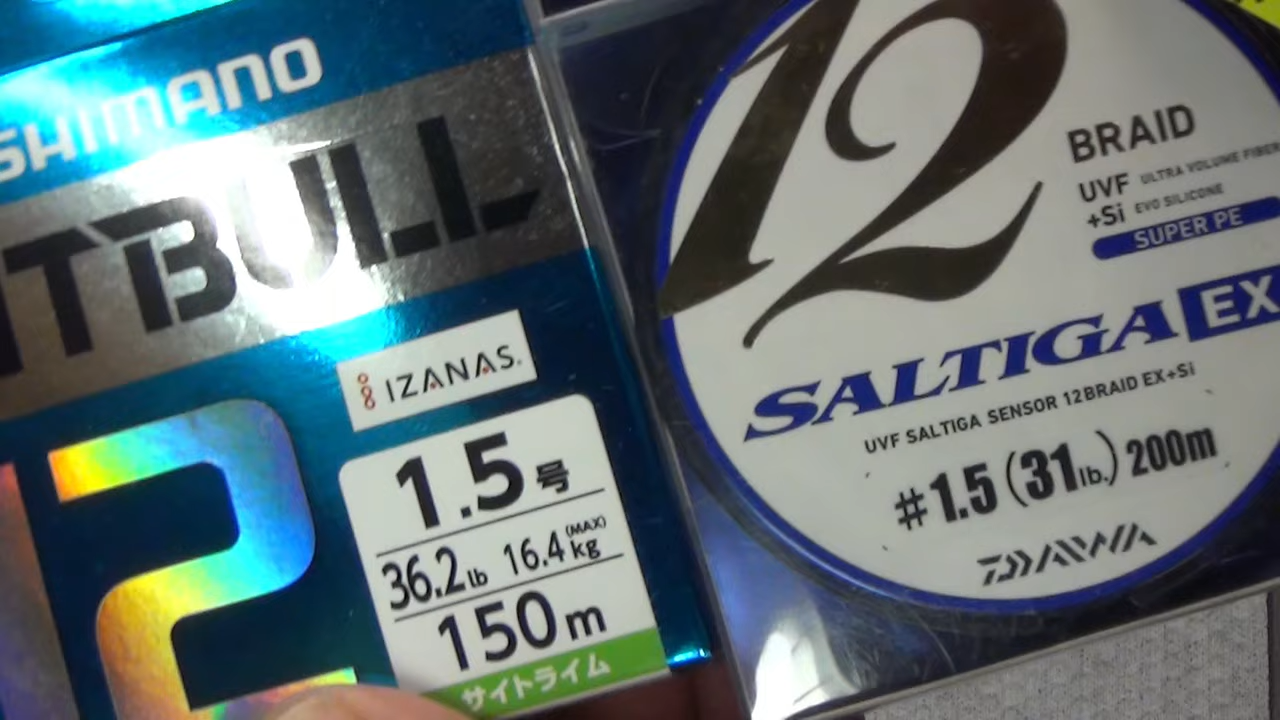 SHIMANO
ITBULL
12
IZANAS
1.5号
36.2lb 16.4kg (MAX)
150m
サイトライム
12
BRAID
UVF ULTRA VOLUME FIBER
+Si EVO SILICONE
SUPER PE
SALTIGA EX
UVF SALTIGA SENSOR 12BRAID EX+Si
#1.5 (31lb.) 200m
DAIWA